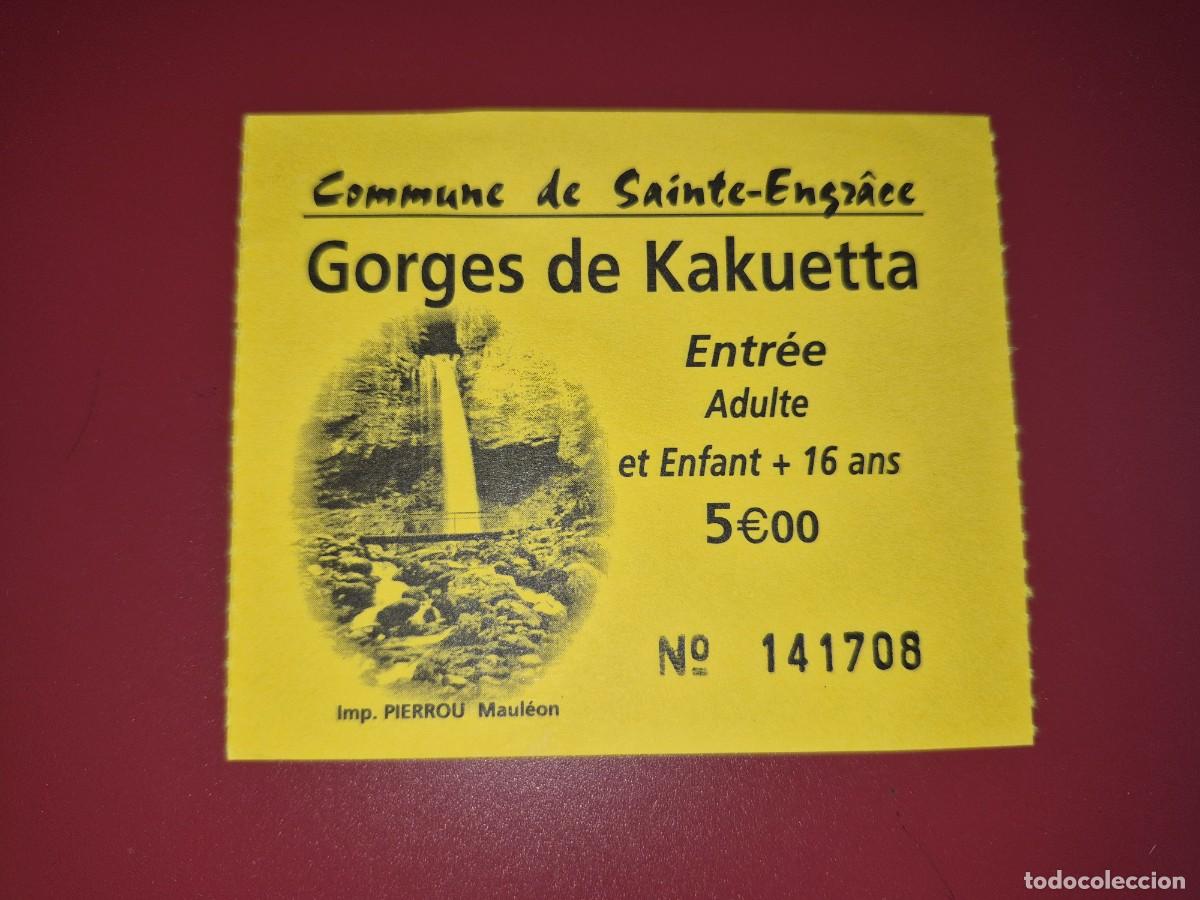 Commune de Sainte-Engrâce
Gorges de Kakuetta
Entrée
Adulte
et Enfant + 16 ans
5€00
Nº 141708
Imp. PIERROU Mauléon
todocoleccion